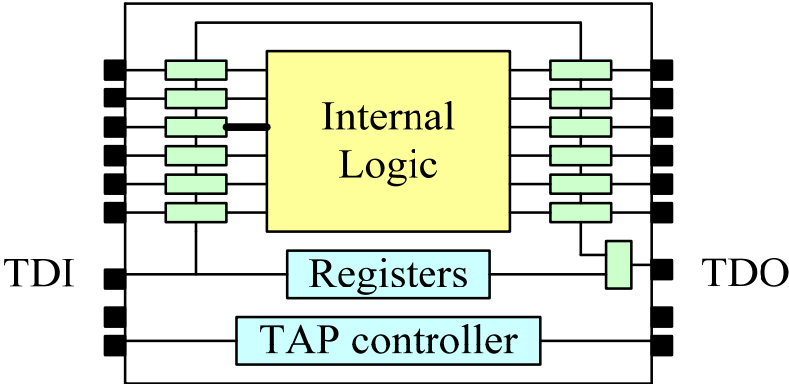 Internal
Logic
TDI
Registers
TDO
TAP controller